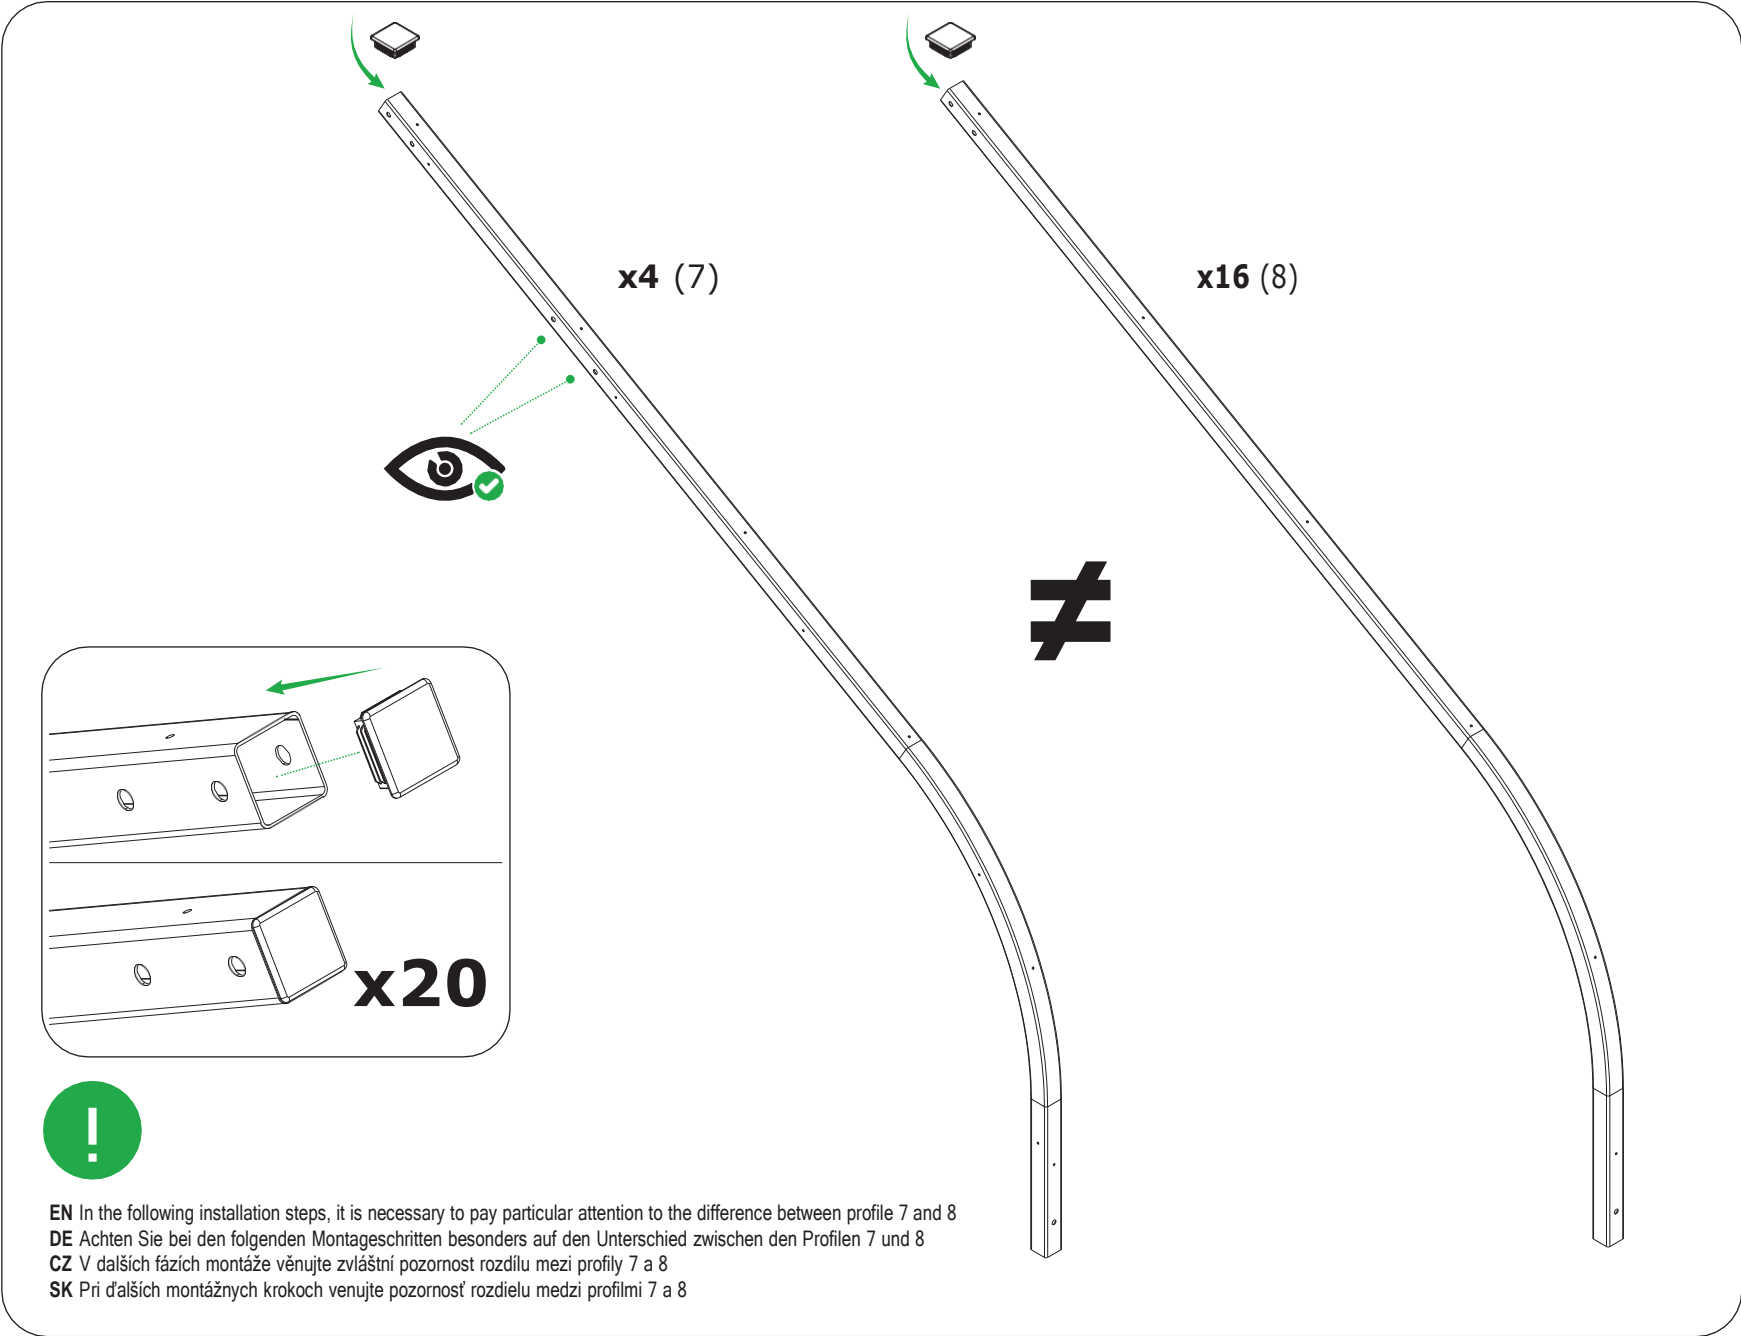 x4 (7)
x16 (8)
≠
x20
!
EN In the following installation steps, it is necessary to pay particular attention to the difference between profile 7 and 8
DE Achten Sie bei den folgenden Montageschritten besonders auf den Unterschied zwischen den Profilen 7 und 8
CZ V dalších fázích montáže věnujte zvláštní pozornost rozdílu mezi profily 7 a 8
SK Pri ďalších montážnych krokoch venujte pozornosť rozdielu medzi profilmi 7 a 8